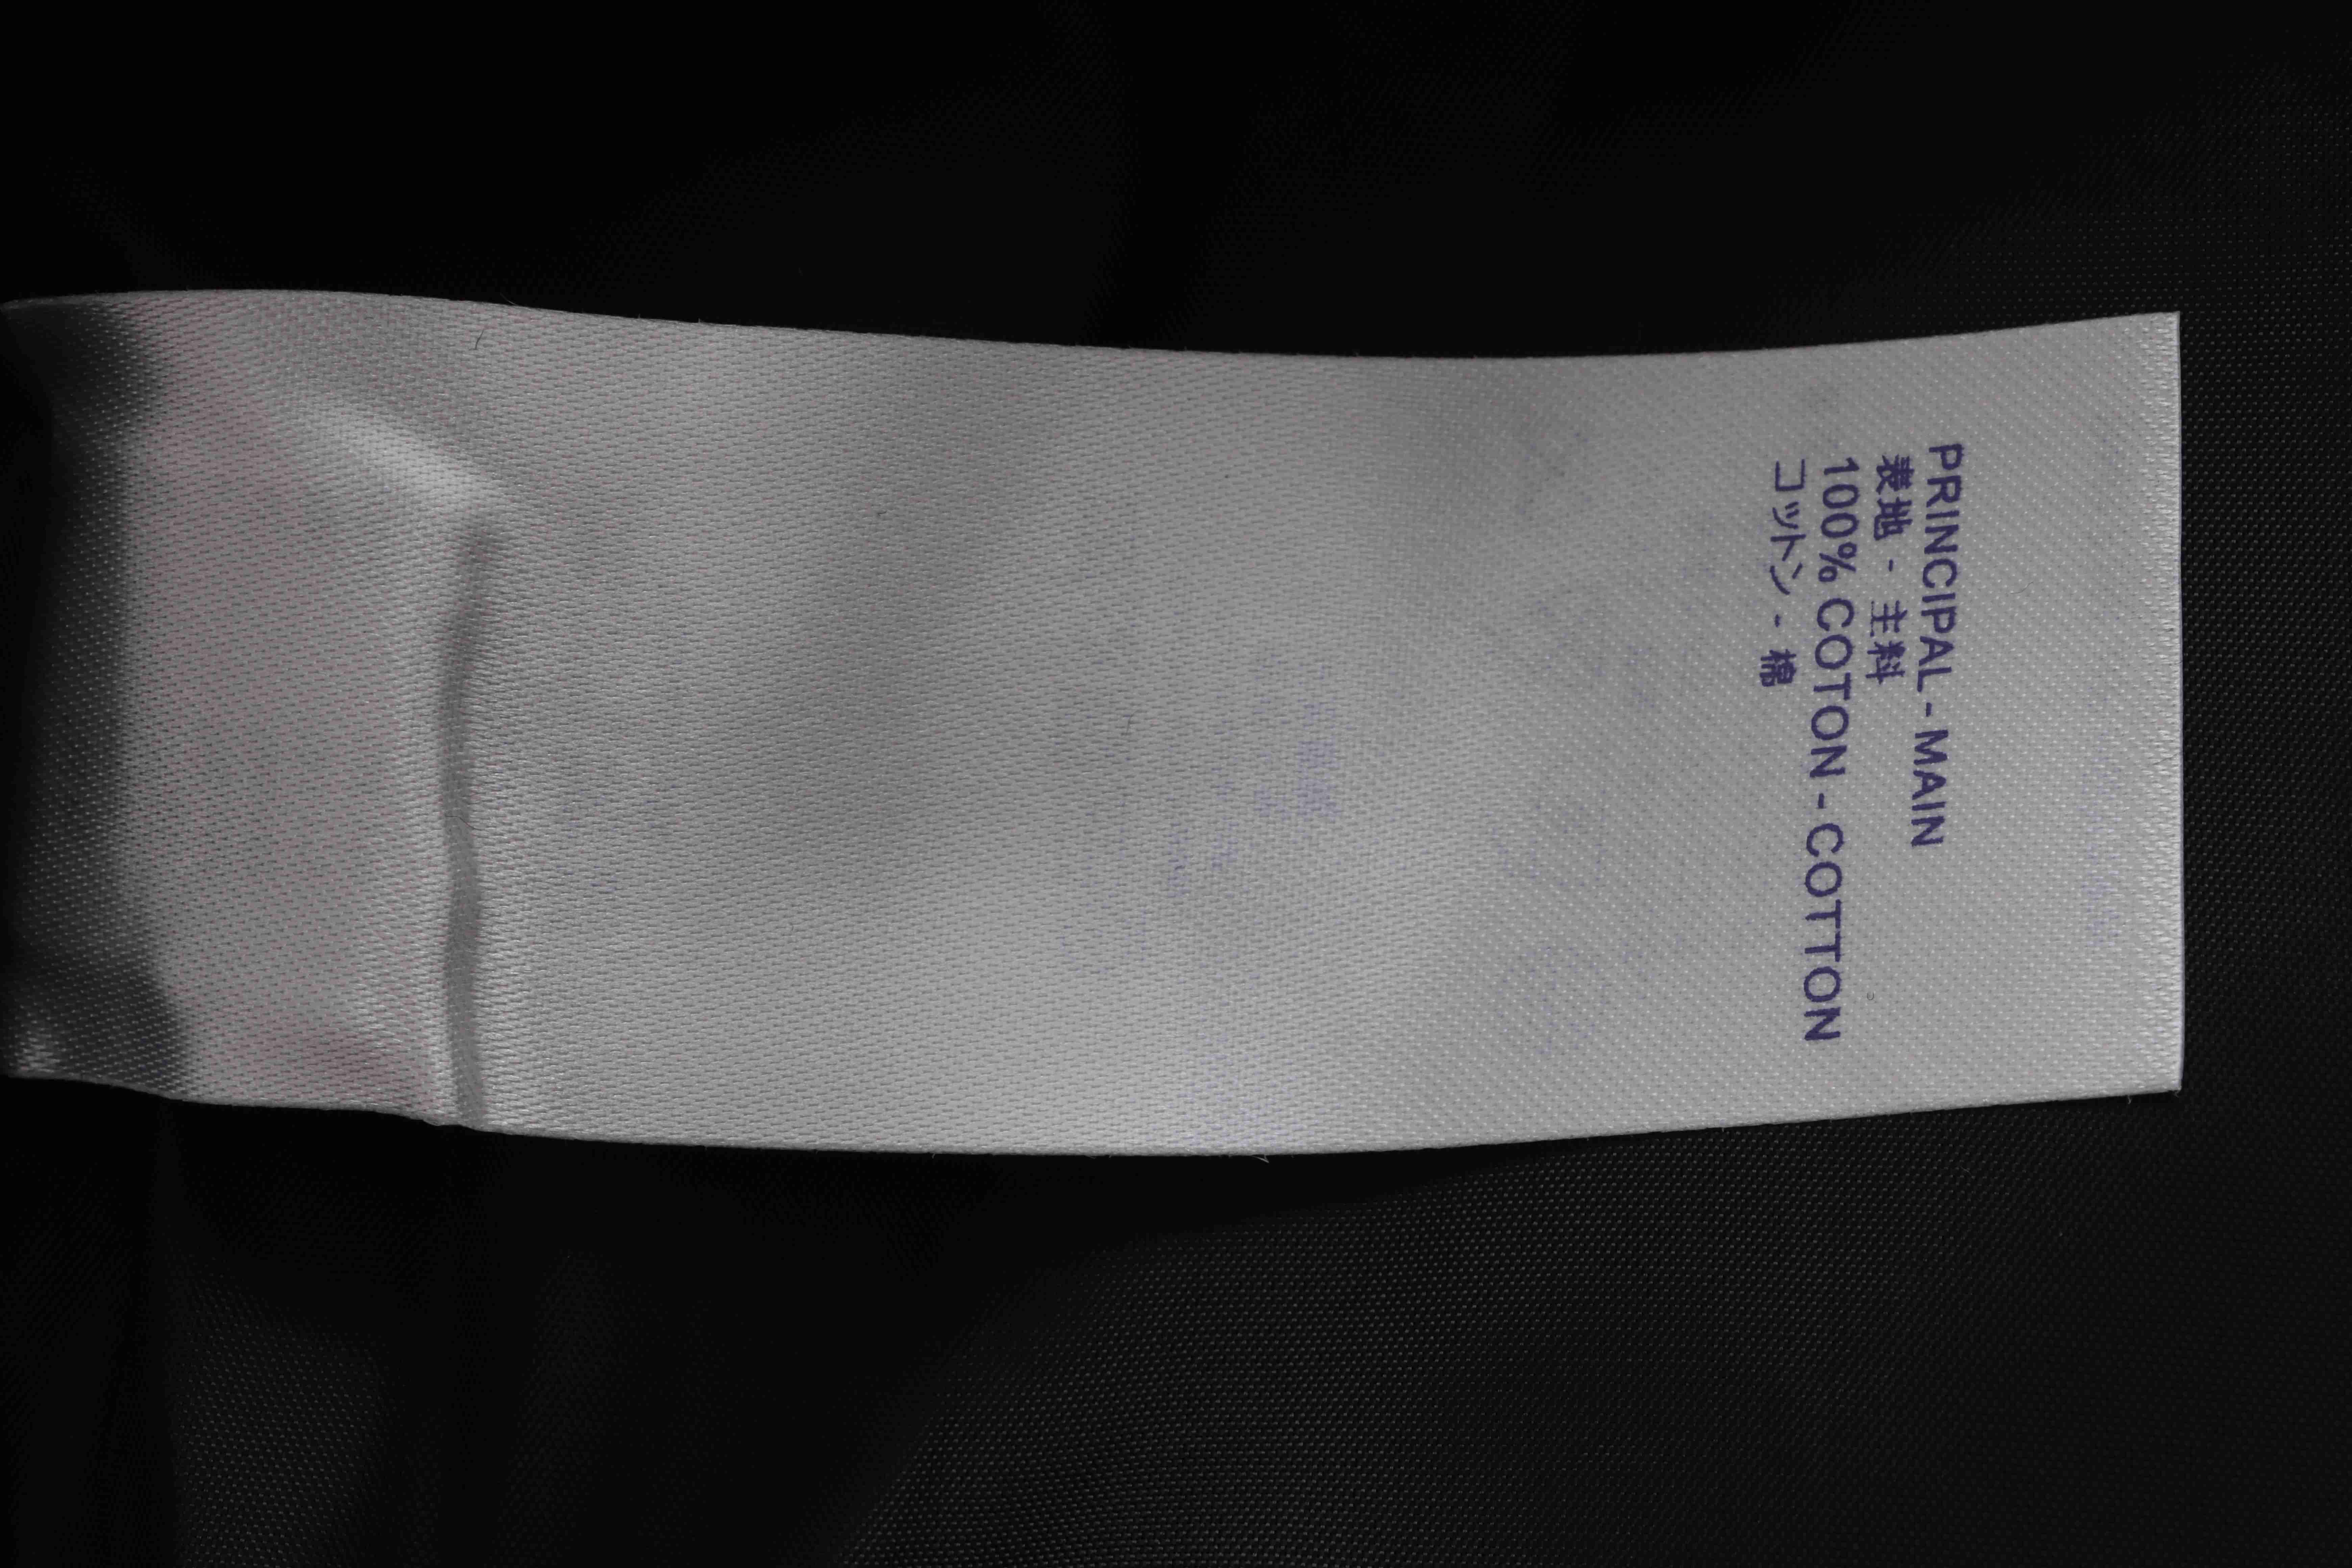 PRINCIPAL - MAIN
表地 - 主料
100% COTON - COTTON
コットン - 棉